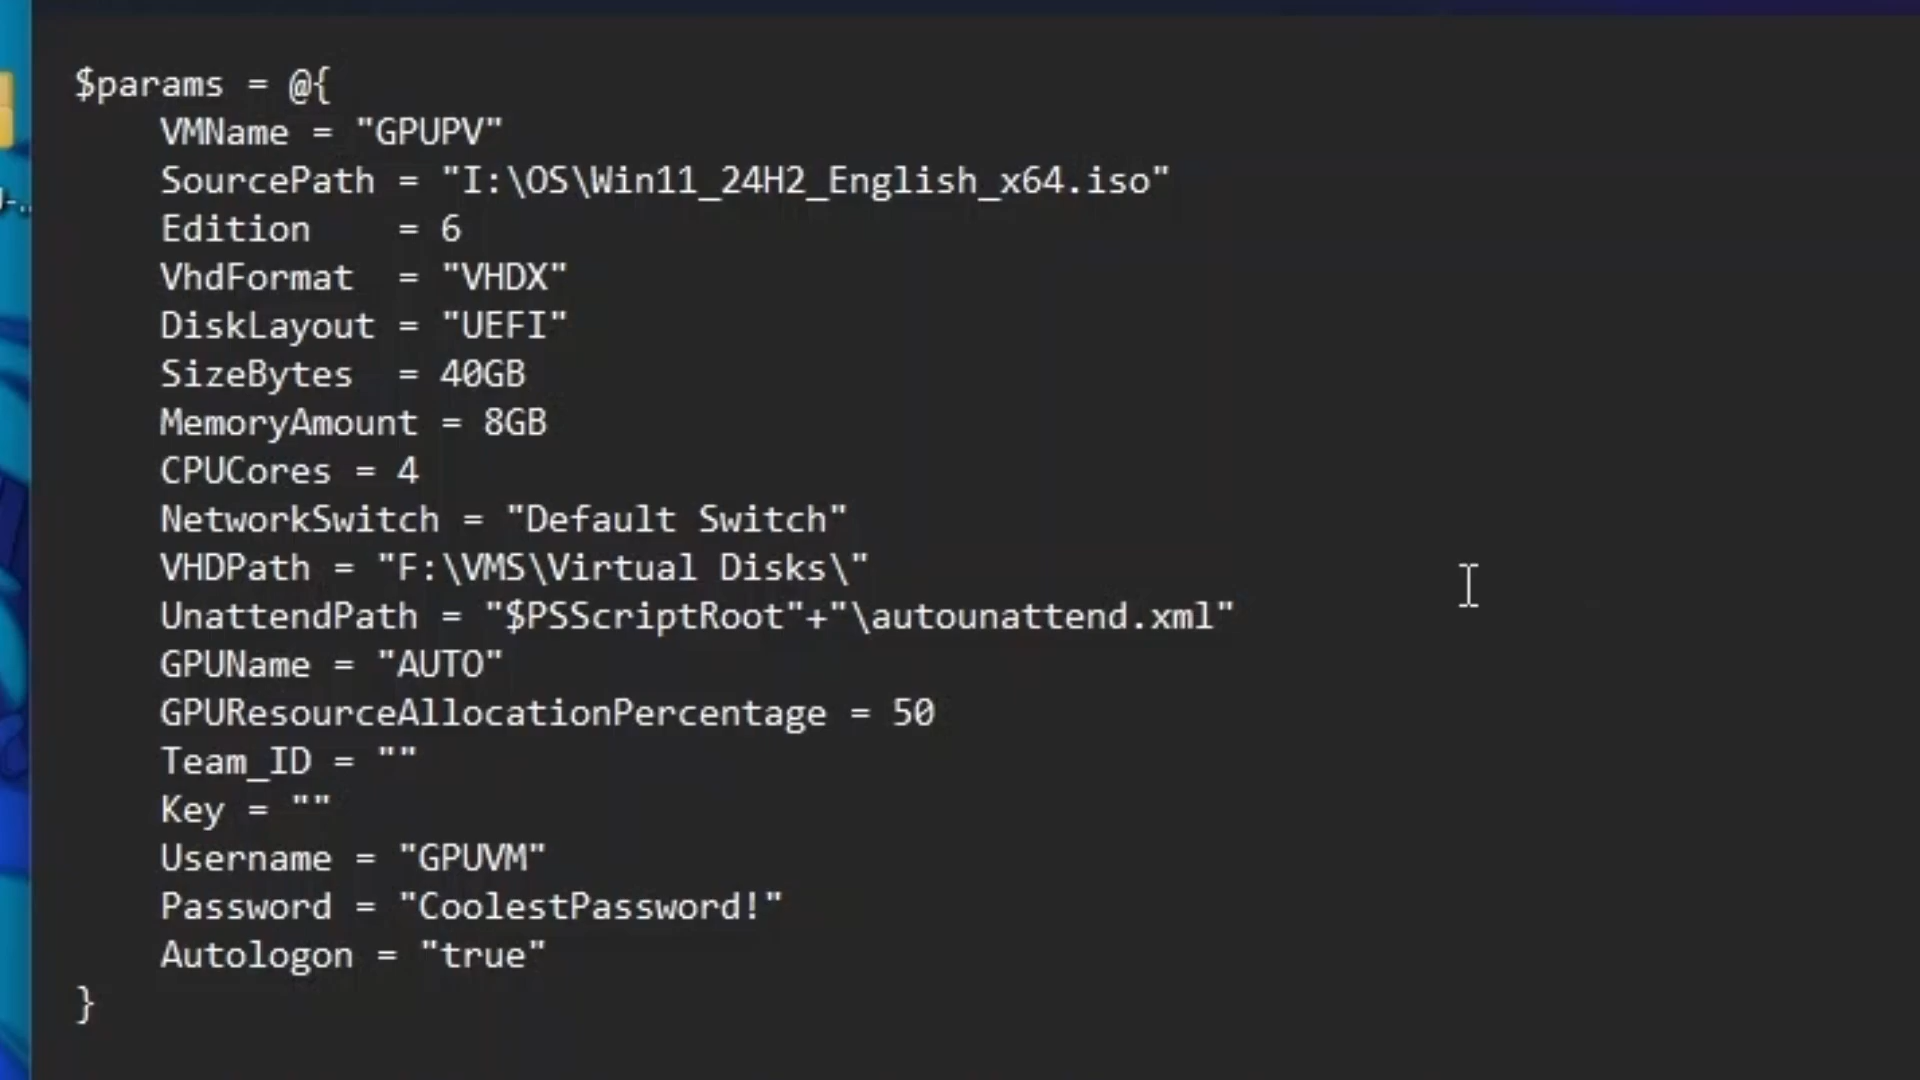 $params = @{
    VMName = "GPUPV"
    SourcePath = "I:\OS\Win11_24H2_English_x64.iso"
    Edition    = 6
    VhdFormat  = "VHDX"
    DiskLayout = "UEFI"
    SizeBytes  = 40GB
    MemoryAmount = 8GB
    CPUCores = 4
    NetworkSwitch = "Default Switch"
    VHDPath = "F:\VMS\Virtual Disks\"
    UnattendPath = "$PSScriptRoot"+"\autounattend.xml"
    GPUName = "AUTO"
    GPUResourceAllocationPercentage = 50
    Team_ID = ""
    Key = ""
    Username = "GPUVM"
    Password = "CoolestPassword!"
    Autologon = "true"
}